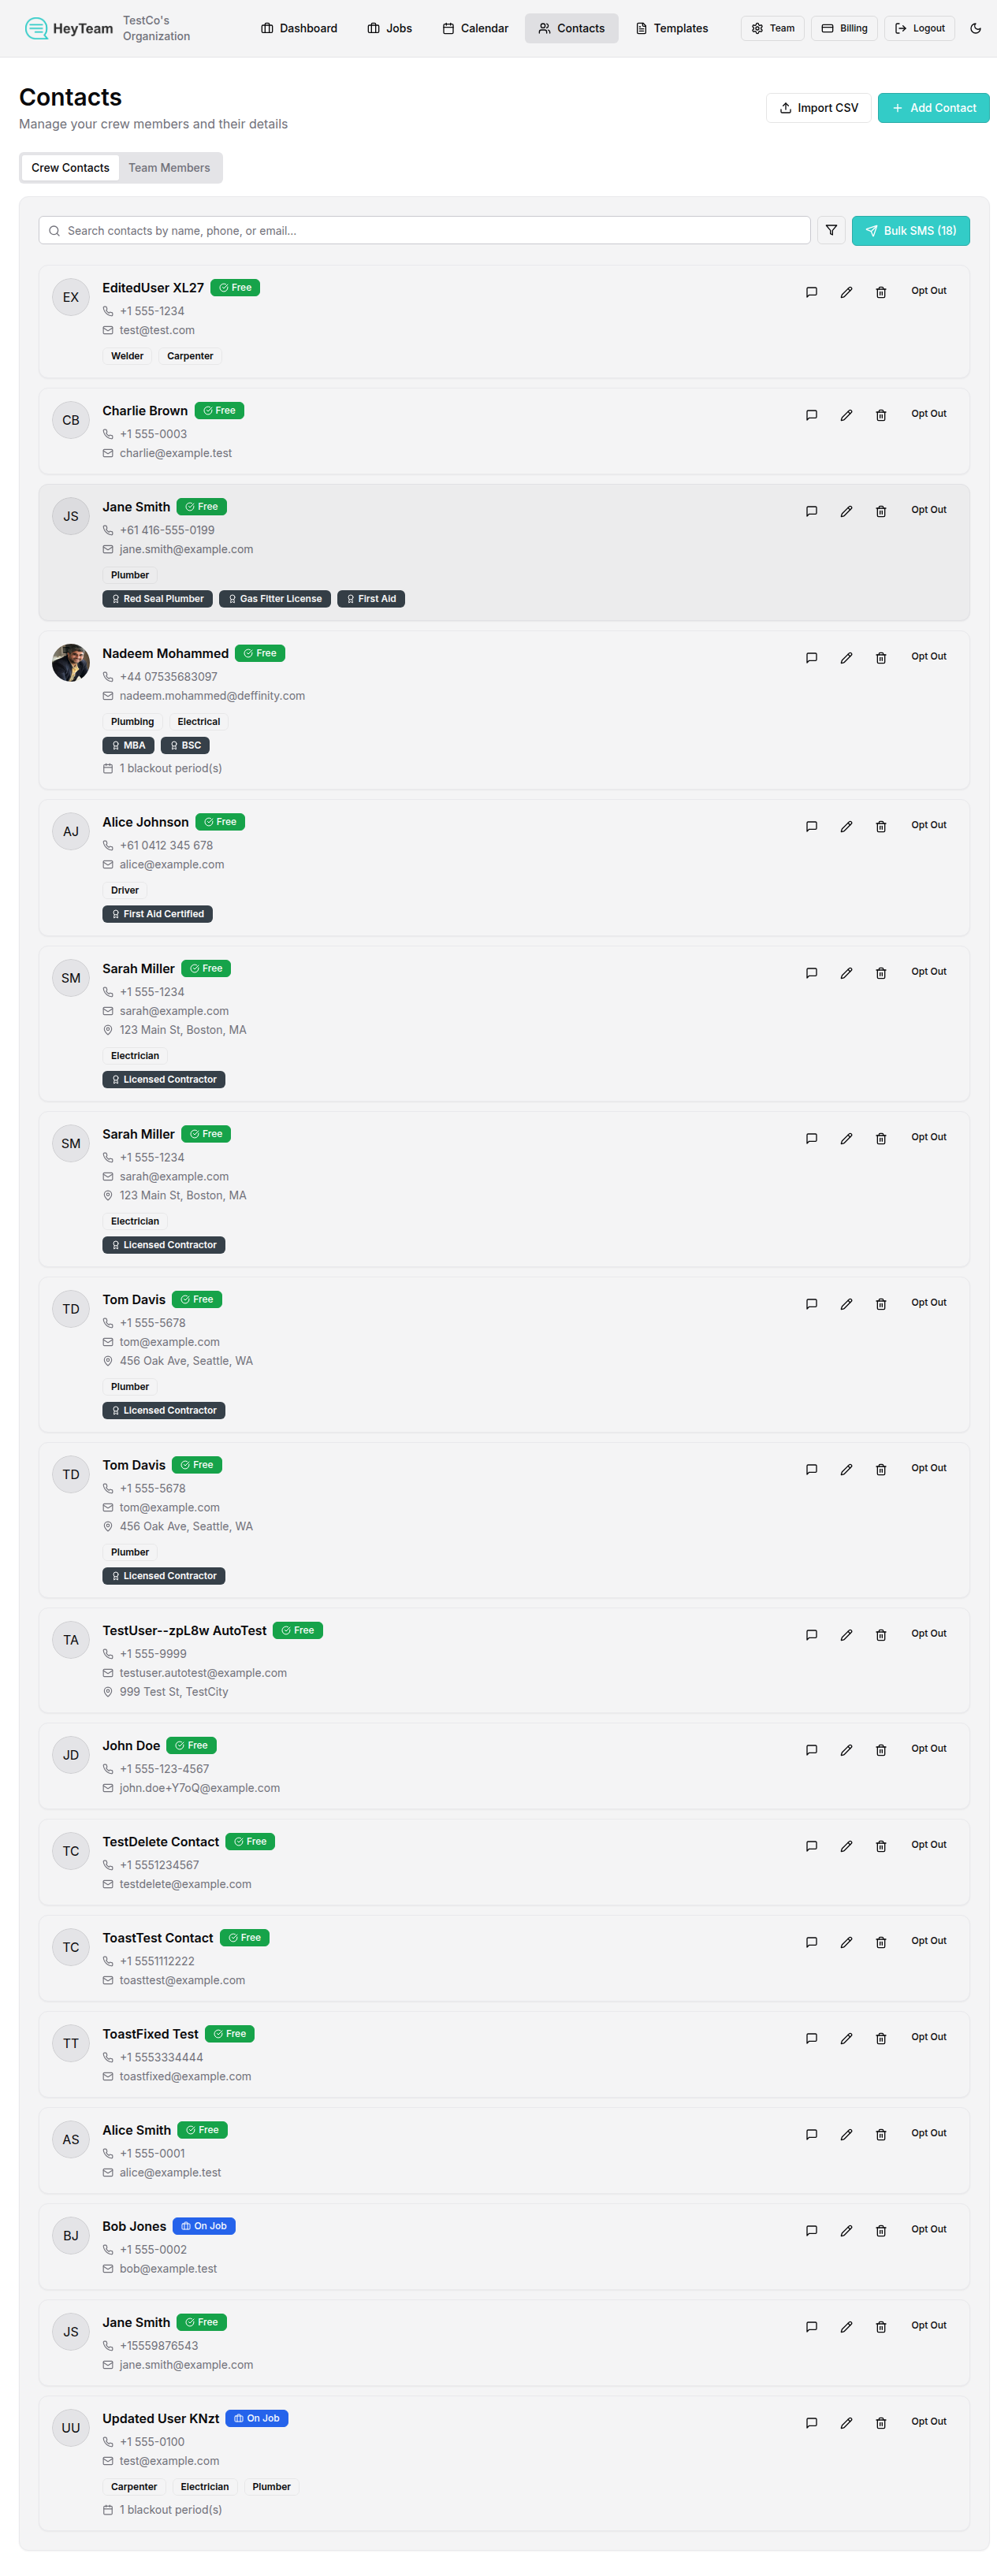 HeyTeam
TestCo's
Organization
Dashboard
Jobs
Calendar
Contacts
Templates
Team
Billing
Logout
Contacts
Manage your crew members and their details
Import CSV
Add Contact
Crew Contacts
Team Members
Search contacts by name, phone, or email...
Bulk SMS (18)
EX
EditedUser XL27 Free
Opt Out
+1 555-1234
test@test.com
Welder Carpenter
CB
Charlie Brown Free
Opt Out
+1 555-0003
charlie@example.test
JS
Jane Smith Free
Opt Out
+61 416-555-0199
jane.smith@example.com
Plumber
Red Seal Plumber Gas Fitter License First Aid
Nadeem Mohammed Free
Opt Out
+44 07535683097
nadeem.mohammed@deffinity.com
Plumbing Electrical
MBA BSC
1 blackout period(s)
AJ
Alice Johnson Free
Opt Out
+61 0412 345 678
alice@example.com
Driver
First Aid Certified
SM
Sarah Miller Free
Opt Out
+1 555-1234
sarah@example.com
123 Main St, Boston, MA
Electrician
Licensed Contractor
SM
Sarah Miller Free
Opt Out
+1 555-1234
sarah@example.com
123 Main St, Boston, MA
Electrician
Licensed Contractor
TD
Tom Davis Free
Opt Out
+1 555-5678
tom@example.com
456 Oak Ave, Seattle, WA
Plumber
Licensed Contractor
TD
Tom Davis Free
Opt Out
+1 555-5678
tom@example.com
456 Oak Ave, Seattle, WA
Plumber
Licensed Contractor
TA
TestUser--zpL8w AutoTest Free
Opt Out
+1 555-9999
testuser.autotest@example.com
999 Test St, TestCity
JD
John Doe Free
Opt Out
+1 555-123-4567
john.doe+Y7oQ@example.com
TC
TestDelete Contact Free
Opt Out
+1 5551234567
testdelete@example.com
TC
ToastTest Contact Free
Opt Out
+1 5551112222
toasttest@example.com
TT
ToastFixed Test Free
Opt Out
+1 5553334444
toastfixed@example.com
AS
Alice Smith Free
Opt Out
+1 555-0001
alice@example.test
BJ
Bob Jones On Job
Opt Out
+1 555-0002
bob@example.test
JS
Jane Smith Free
Opt Out
+15559876543
jane.smith@example.com
UU
Updated User KNzt On Job
Opt Out
+1 555-0100
test@example.com
Carpenter Electrician Plumber
1 blackout period(s)